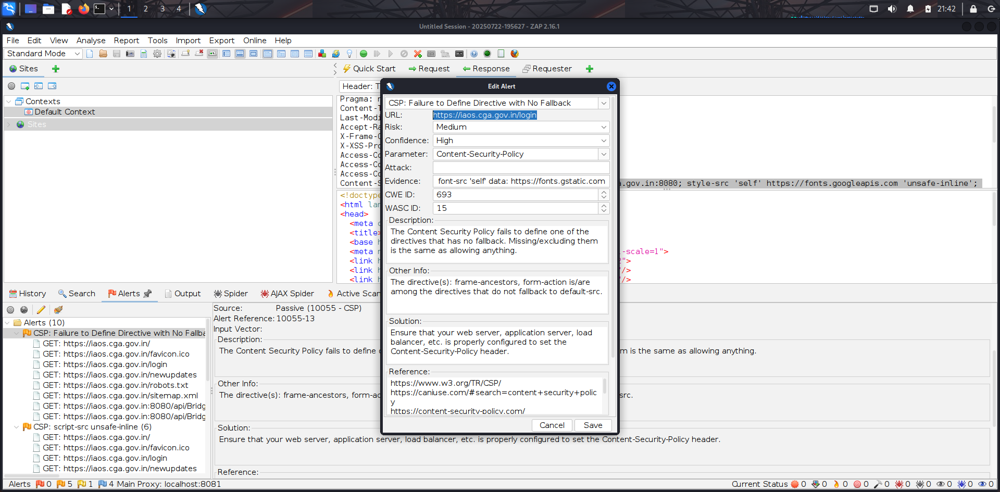 1 2 3 4
21:42
Untitled Session - 20250722-195627 - ZAP 2.16.1
File Edit View Analyse Report Tools Import Export Online Help
Standard Mode
Sites
Quick Start Request Response Requester
Header: T
Contexts
Default Context
Sites
Pragma: n
Content-T
Last-Modi
Accept-Ra
X-Frame-O
X-XSS-Pro
Access-Co
Access-Co
Access-Co
Content-S
a.gov.in:8080; style-src 'self' https://fonts.googleapis.com 'unsafe-inline';
<!doctype
<html lan
<head>
<meta c
<title>
<base h
<meta n
-scale=1">
<link h
">
<link h
"/>
<link h
"/>
Edit Alert
CSP: Failure to Define Directive with No Fallback
URL: https://iaos.cga.gov.in/login
Risk: Medium
Confidence: High
Parameter: Content-Security-Policy
Attack:
Evidence: font-src 'self' data: https://fonts.gstatic.com
CWE ID: 693
WASC ID: 15
Description:
The Content Security Policy fails to define one of the
directives that has no fallback. Missing/excluding them
is the same as allowing anything.
Other Info:
The directive(s): frame-ancestors, form-action is/are
among the directives that do not fallback to default-src.
Solution:
Ensure that your web server, application server, load
balancer, etc. is properly configured to set the
Content-Security-Policy header.
Reference:
https://www.w3.org/TR/CSP/
https://caniuse.com/#search=content+security+polic
y
https://content-security-policy.com/
Cancel Save
History Search Alerts Output Spider AJAX Spider Active Scan
Alerts (10)
CSP: Failure to Define Directive with No Fallba
GET: https://iaos.cga.gov.in/
GET: https://iaos.cga.gov.in/favicon.ico
GET: https://iaos.cga.gov.in/login
GET: https://iaos.cga.gov.in/newupdates
GET: https://iaos.cga.gov.in/robots.txt
GET: https://iaos.cga.gov.in/sitemap.xml
GET: https://iaos.cga.gov.in:8080/api/Bridg
GET: https://iaos.cga.gov.in:8080/api/Bridg
CSP: script-src unsafe-inline (6)
GET: https://iaos.cga.gov.in/
GET: https://iaos.cga.gov.in/favicon.ico
GET: https://iaos.cga.gov.in/login
GET: https://iaos.cga.gov.in/newupdates
Source: Passive (10055 - CSP)
Alert Reference: 10055-13
Input Vector:
Description:
The Content Security Policy fails to define
m is the same as allowing anything.
Other Info:
The directive(s): frame-ancestors, form-ac
src.
Solution:
Ensure that your web server, application server, load balancer, etc. is properly configured to set the Content-Security-Policy header.
Reference:
Alerts 0 5 1 4 Main Proxy: localhost:8081
Current Status 0 0 0 0 0 0 0 0 0 0